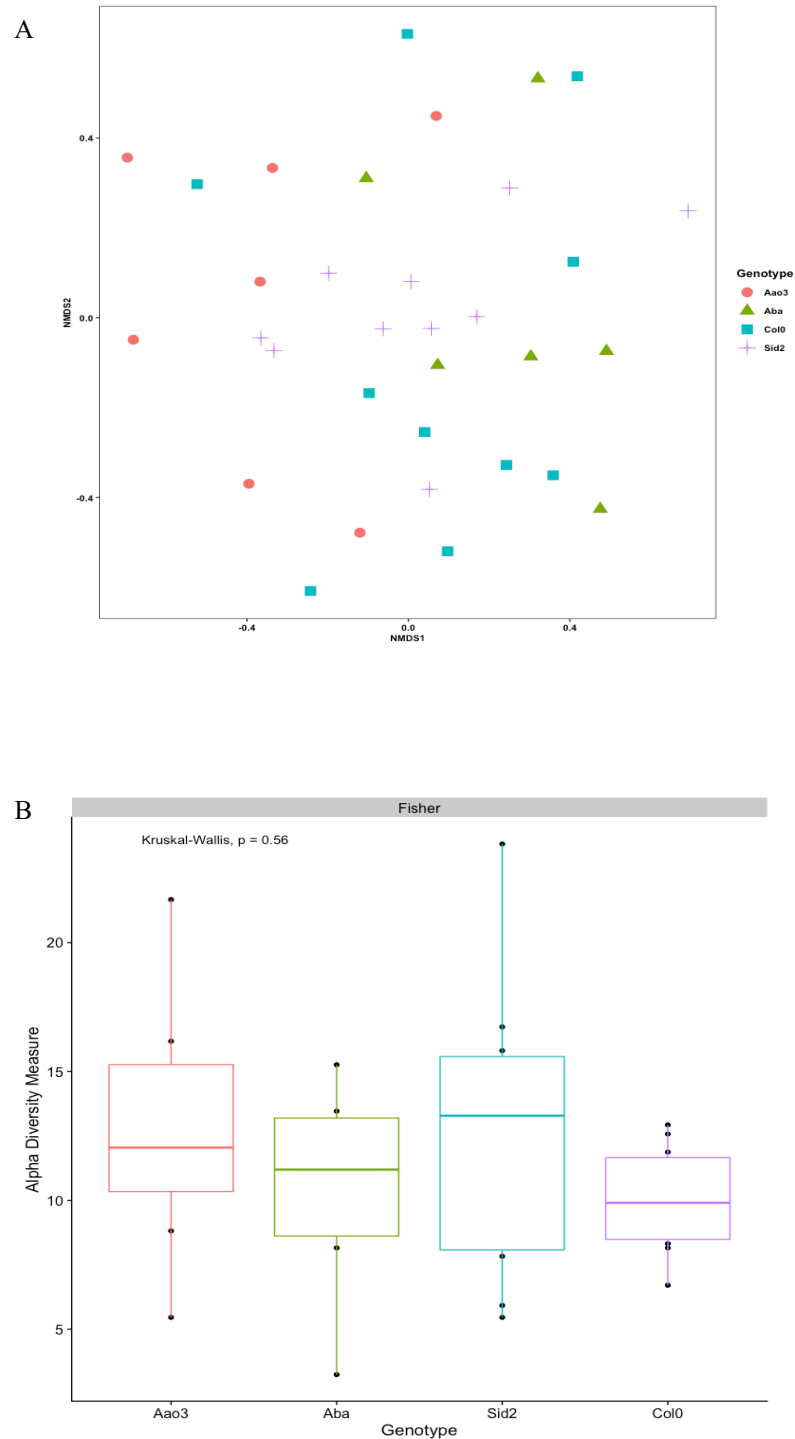 A
0.4
0.0
-0.4
NMDS2
-0.4
0.0
0.4
NMDS1
Genotype
Aao3
Aba
Col0
Sid2
B
Fisher
Kruskal-Wallis, p = 0.56
20
15
10
5
Alpha Diversity Measure
Aao3
Aba
Sid2
Col0
Genotype